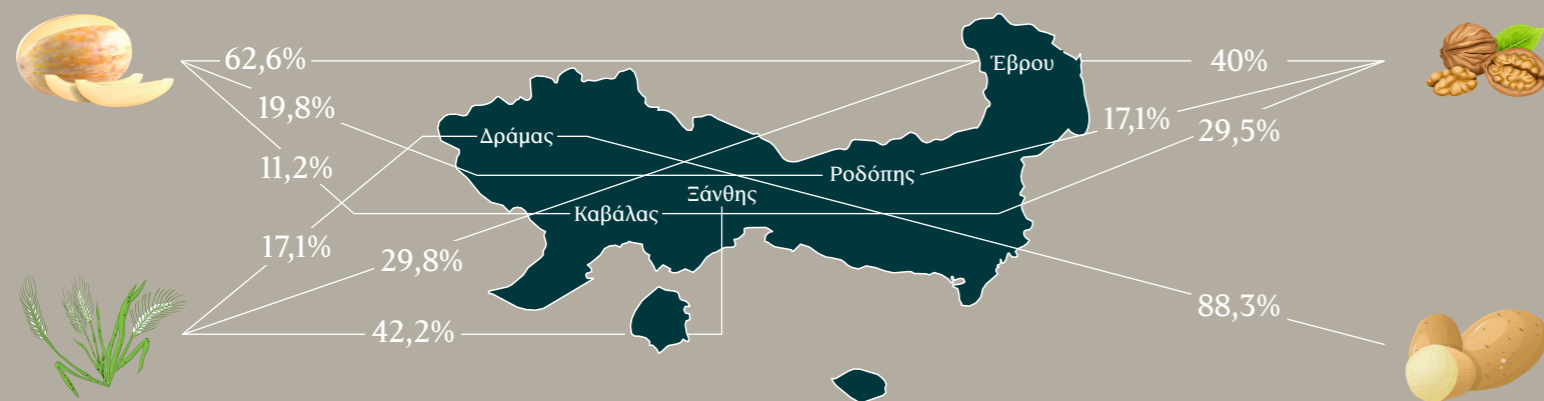 62,6%
Έβρου
40%
19,8%
17,1%
29,5%
Δράμας
11,2%
Ροδόπης
Ξάνθης
Καβάλας
17,1%
29,8%
88,3%
42,2%